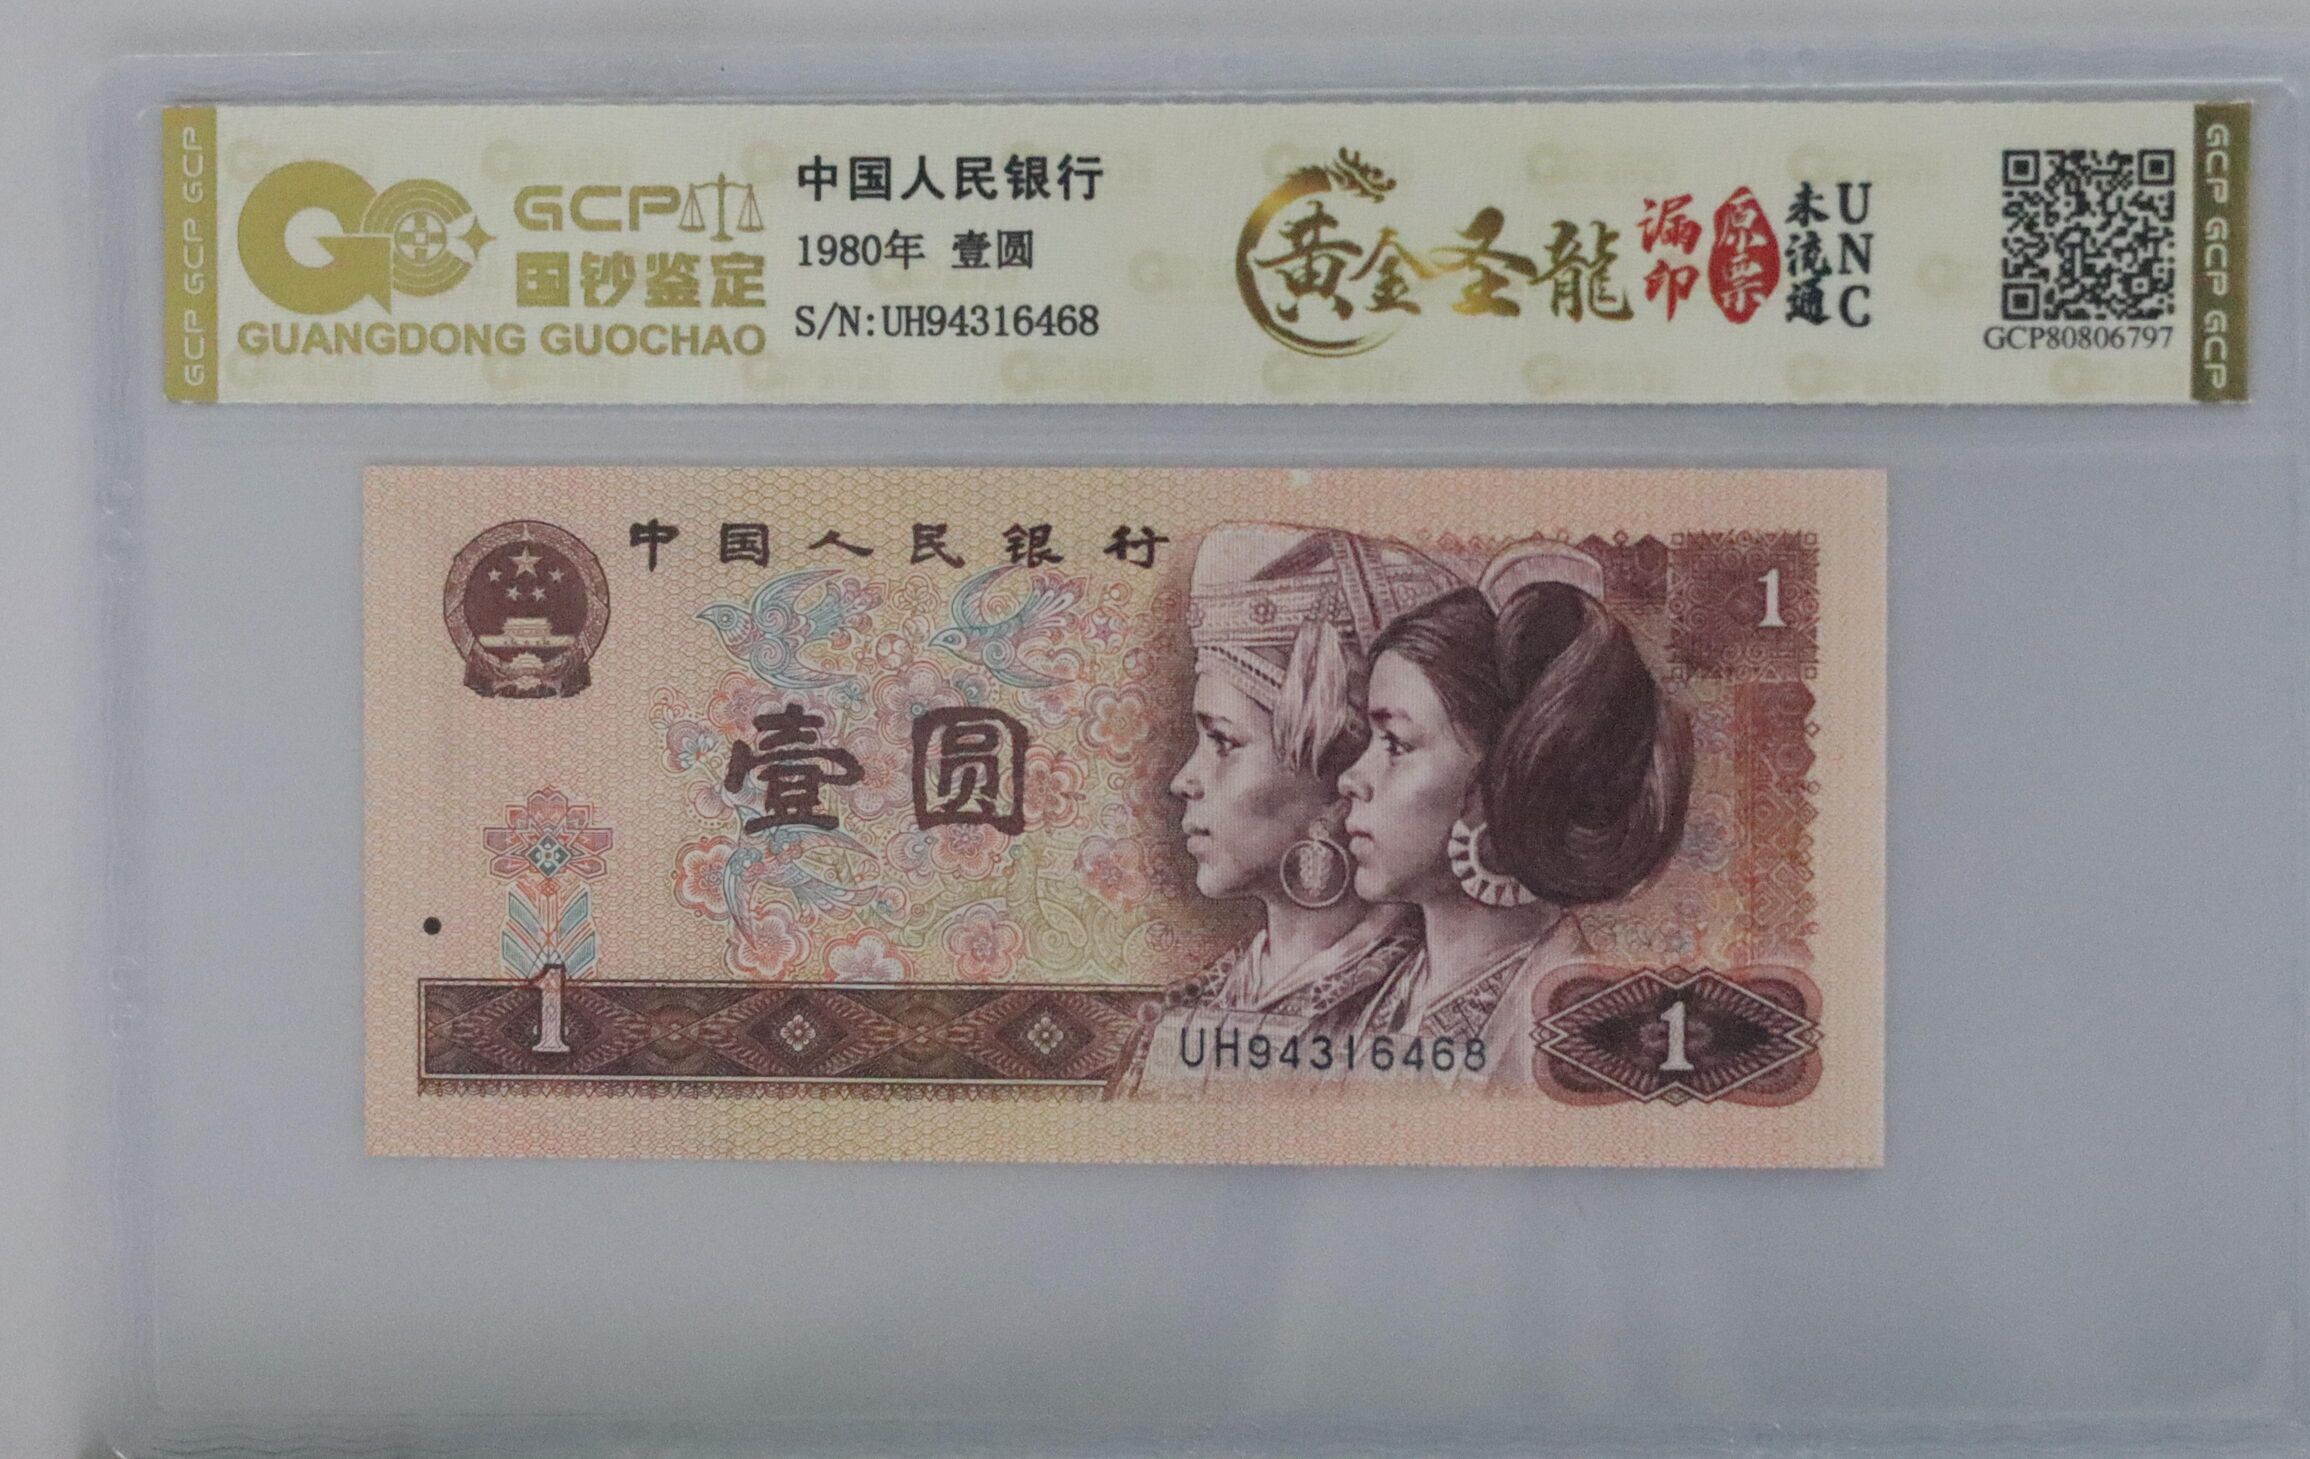 GCP GCP GCP
GCP
国钞鉴定
GUANGDONG GUOCHAO
中国人民银行
1980年 壹圆
S/N:UH94316468
黄金圣龍
漏印
原票
未流通
UNC
GCP80806797
GCP GCP GCP
中国人民银行
1
壹圆
1
UH94316468
1